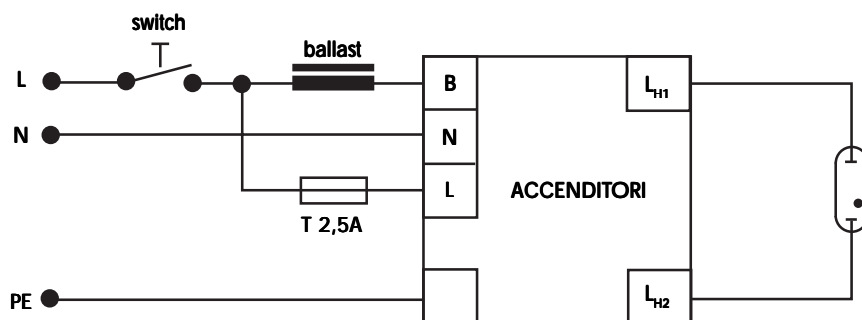 switch
ballast
L
B
LH1
N
N
L
ACCENDITORI
T 2,5A
PE
LH2